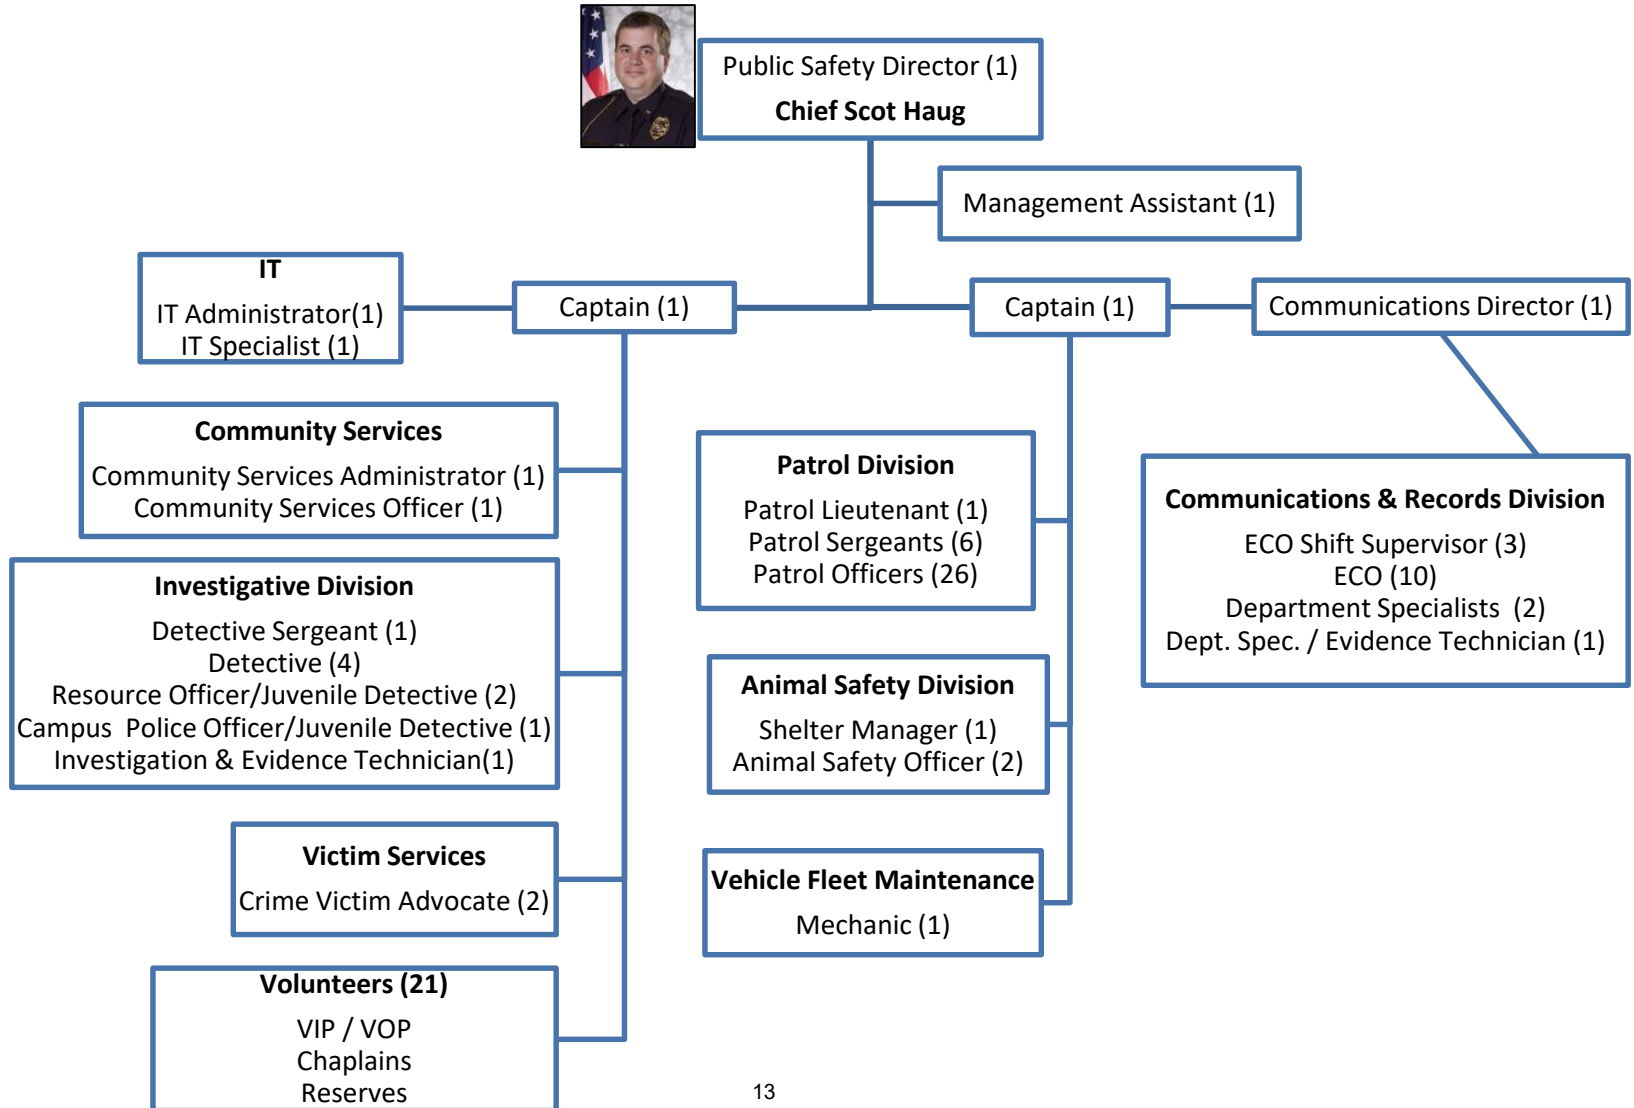 Public Safety Director (1)
Chief Scot Haug
Management Assistant (1)
IT
IT Administrator(1)
IT Specialist (1)
Captain (1)
Captain (1)
Communications Director (1)
Community Services
Community Services Administrator (1)
Community Services Officer (1)
Patrol Division
Patrol Lieutenant (1)
Patrol Sergeants (6)
Patrol Officers (26)
Communications & Records Division
ECO Shift Supervisor (3)
ECO (10)
Department Specialists  (2)
Dept. Spec. / Evidence Technician (1)
Investigative Division
Detective Sergeant (1)
Detective (4)
Resource Officer/Juvenile Detective (2)
Campus  Police Officer/Juvenile Detective (1)
Investigation & Evidence Technician(1)
Animal Safety Division
Shelter Manager (1)
Animal Safety Officer (2)
Victim Services
Crime Victim Advocate (2)
Vehicle Fleet Maintenance
Mechanic (1)
Volunteers (21)
VIP / VOP
Chaplains
Reserves
13